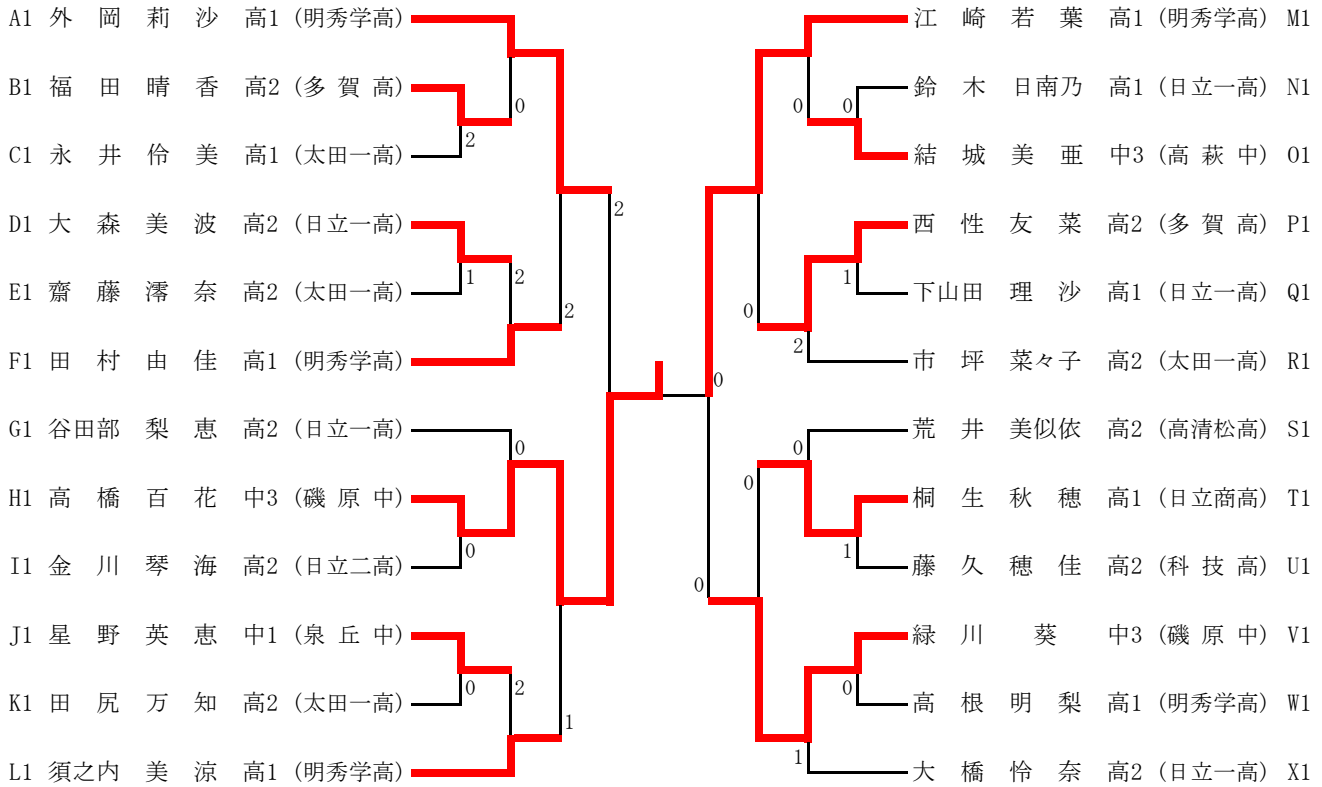 A1 外 岡 莉 沙 高1 (明秀学高) 江 崎 若 葉 高1 (明秀学高) M1
B1 福 田 晴 香 高2 (多 賀 高) 0 0 0 鈴 木 日南乃 高1 (日立一高) N1
C1 永 井 伶 美 高1 (太田一高) 2 結 城 美 亜 中3 (高 萩 中) O1
D1 大 森 美 波 高2 (日立一高) 2 西 性 友 菜 高2 (多 賀 高) P1
E1 齋 藤 澪 奈 高2 (太田一高) 1 2 2 0 1 下山田 理 沙 高1 (日立一高) Q1
F1 田 村 由 佳 高1 (明秀学高) 0 2 市 坪 菜々子 高2 (太田一高) R1
G1 谷田部 梨 恵 高2 (日立一高) 0 0 荒 井 美似依 高2 (高清松高) S1
H1 高 橋 百 花 中3 (磯 原 中) 0 桐 生 秋 穂 高1 (日立商高) T1
I1 金 川 琴 海 高2 (日立二高) 0 0 1 藤 久 穂 佳 高2 (科 技 高) U1
J1 星 野 英 恵 中1 (泉 丘 中) 緑 川 葵 中3 (磯 原 中) V1
K1 田 尻 万 知 高2 (太田一高) 0 2 1 0 高 根 明 梨 高1 (明秀学高) W1
L1 須之内 美 涼 高1 (明秀学高) 1 大 橋 怜 奈 高2 (日立一高) X1